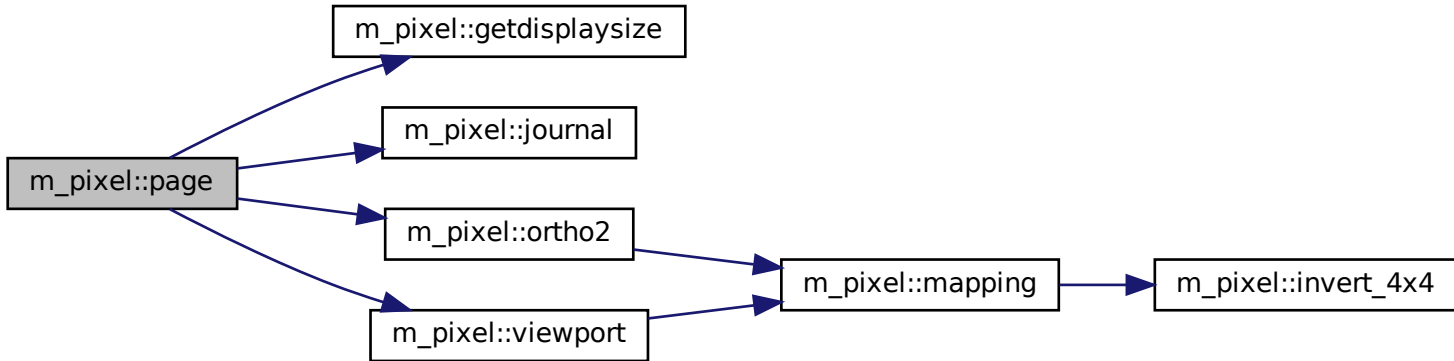 m_pixel::getdisplaysize
m_pixel::journal
m_pixel::page
m_pixel::ortho2
m_pixel::mapping
m_pixel::invert_4x4
m_pixel::viewport